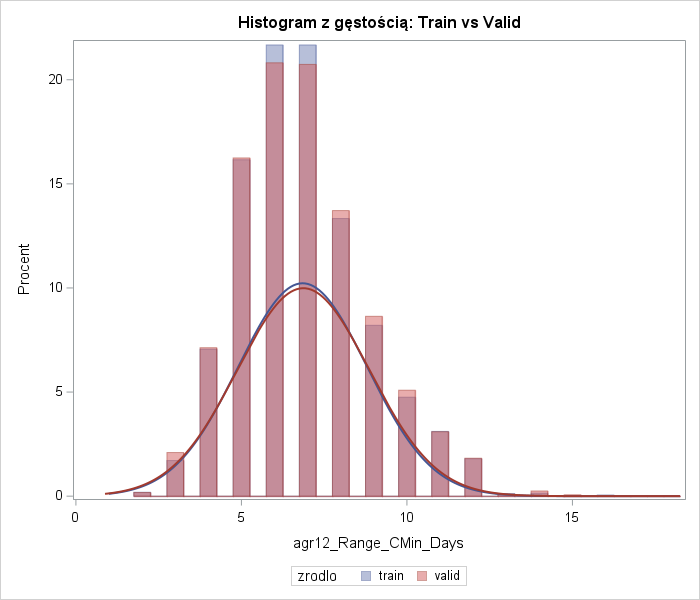 Histogram z gęstością: Train vs Valid
20
15
10
5
0
Procent
0 5 10 15
agr12_Range_CMin_Days
zrodlo train valid